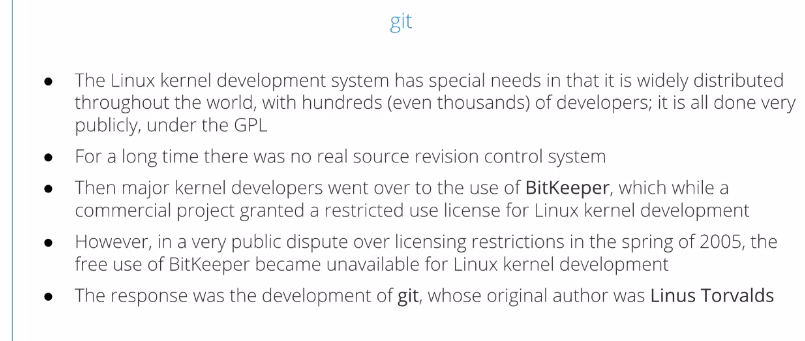 git
● The Linux kernel development system has special needs in that it is widely distributed
throughout the world, with hundreds (even thousands) of developers; it is all done very
publicly, under the GPL
● For a long time there was no real source revision control system
● Then major kernel developers went over to the use of BitKeeper, which while a
commercial project granted a restricted use license for Linux kernel development
● However, in a very public dispute over licensing restrictions in the spring of 2005, the
free use of BitKeeper became unavailable for Linux kernel development
● The response was the development of git, whose original author was Linus Torvalds